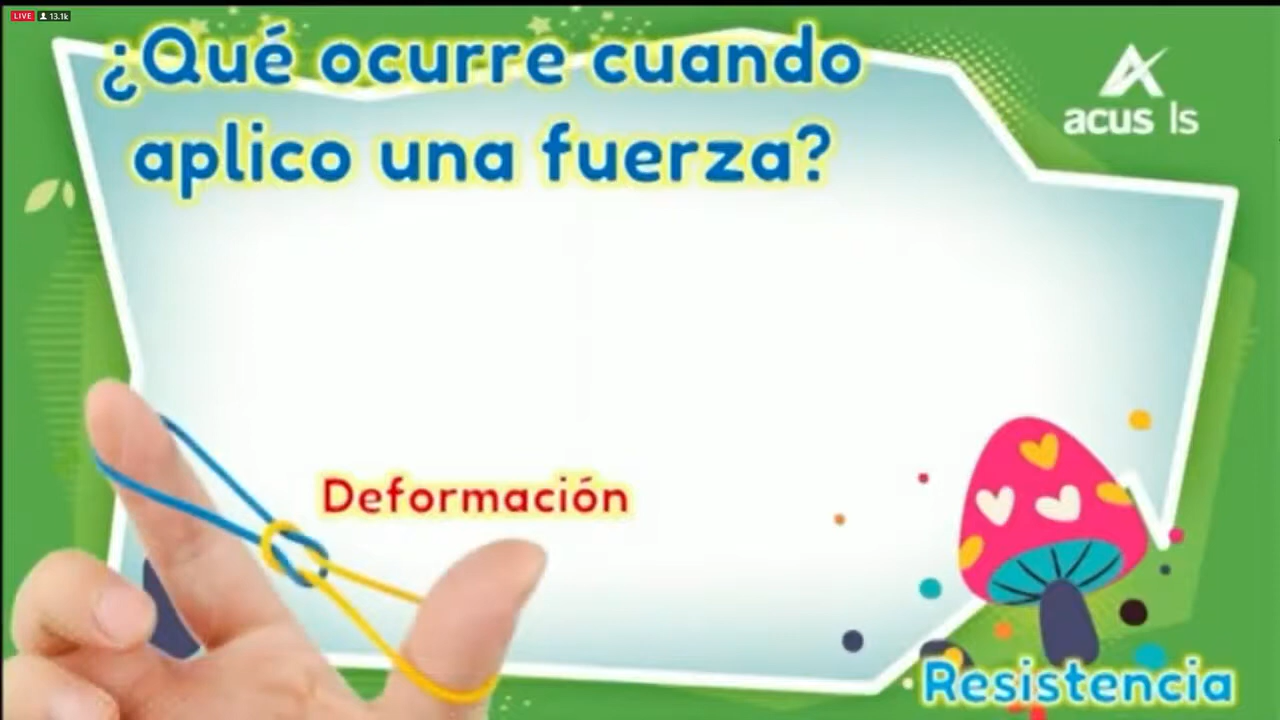 LIVE 13.1k
¿Qué ocurre cuando
aplico una fuerza?
acus ls
Deformación
Resistencia